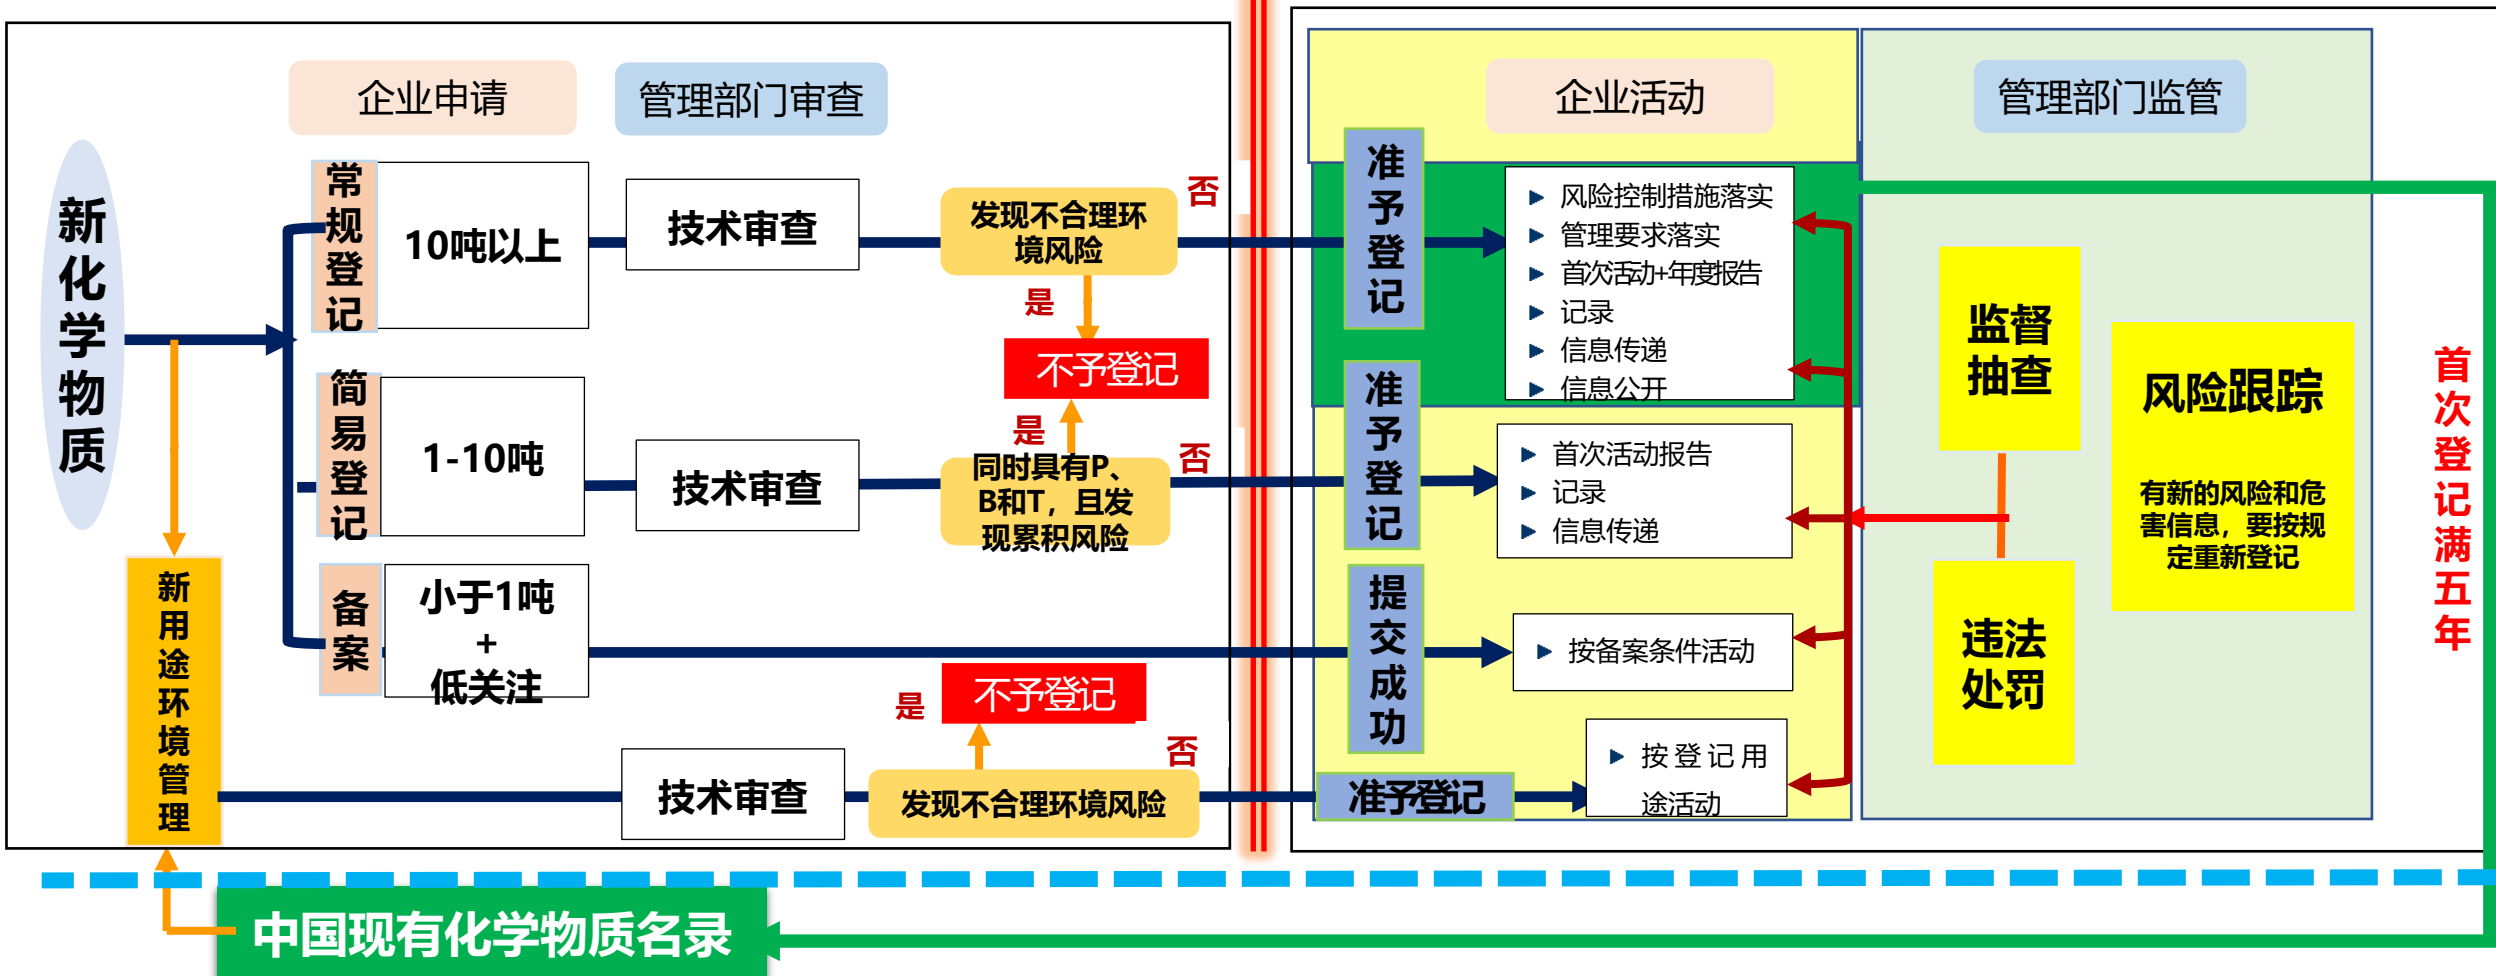 企业申请
管理部门审查
企业活动
管理部门监管
新化学物质
常规登记
10吨以上
技术审查
发现不合理环
境风险
否
是
不予登记
准予登记
风险控制措施落实
管理要求落实
首次活动+年度报告
记录
信息传递
信息公开
简易登记
1-10吨
技术审查
是
同时具有P、
B和T，且发
现累积风险
否
准予登记
首次活动报告
记录
信息传递
备案
小于1吨
+
低关注
提交成功
按备案条件活动
新用途环境管理
技术审查
是
不予登记
发现不合理环境风险
否
准予登记
按登记用
途活动
监督
抽查
违法
处罚
风险跟踪
有新的风险和危
害信息，要按规
定重新登记
首次登记满五年
中国现有化学物质名录